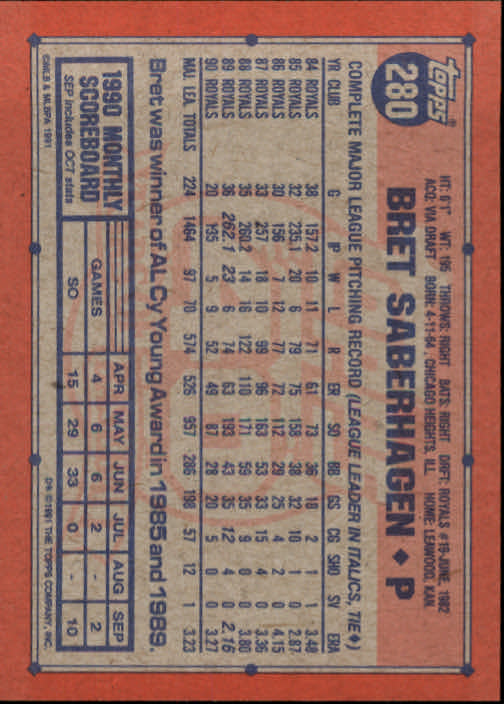 topps®
280
BRET SABERHAGEN ♦ P
HT: 6'1" WT: 195 THROWS: RIGHT BATS: RIGHT DRFT: ROYALS #19-JUNE, 1982
ACQ: VIA DRAFT BORN: 4-11-64, CHICAGO HEIGHTS, ILL. HOME: LEAWOOD, KAN.
COMPLETE MAJOR LEAGUE PITCHING RECORD (LEAGUE LEADER IN ITALICS, TIE♦)
YR CLUB G IP W L R ER SO BB GS CG SHO SV ERA
84 ROYALS 38 157.2 10 11 71 61 73 36 18 2 1 1 3.48
85 ROYALS 32 235.1 20 6 79 75 158 38 32 10 1 0 2.87
86 ROYALS 30 156 7 12 77 72 112 29 25 4 2 0 4.15
87 ROYALS 33 257 18 10 99 96 163 53 33 15 4 0 3.36
88 ROYALS 35 260.2 14 16 122 110 171 59 35 9 0 0 3.80
89 ROYALS 36 262.1 23 6 74 63 193 43 35 12 4 0 2.16
90 ROYALS 20 135 5 9 52 49 87 28 20 5 0 0 3.27
MAJ. LEA. TOTALS 224 1464 97 70 574 526 957 286 198 57 12 1 3.23
Bret was winner of AL Cy Young Award in 1985 and 1989.
1990 MONTHLY
SCOREBOARD
SEP includes OCT stats
APR MAY JUN JUL AUG SEP
GAMES 4 6 6 2 - 2
SO 15 29 33 0 - 10
©MLB & MLBPA 1991
D* © 1991 THE TOPPS COMPANY, INC.